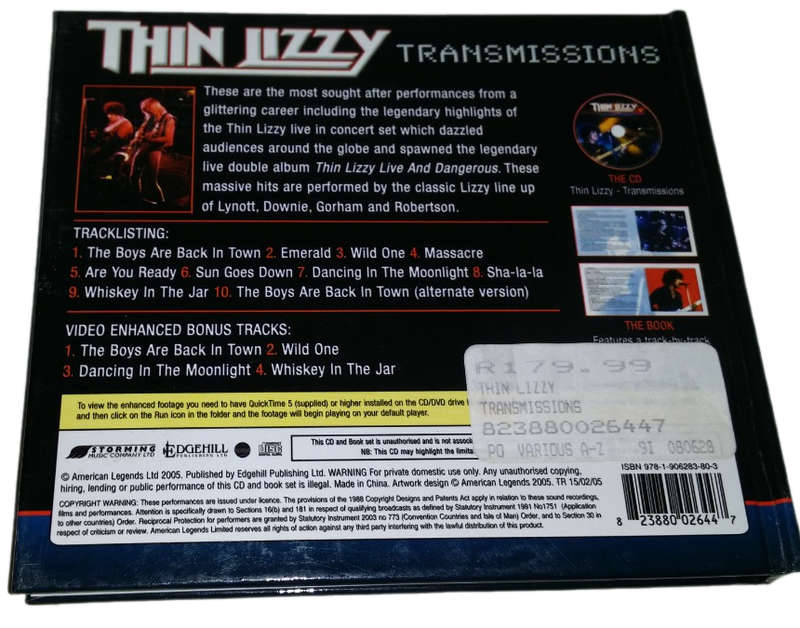 THIN LIZZY TRANSMISSIONS
These are the most sought after performances from a
glittering career including the legendary highlights of
the Thin Lizzy live in concert set which dazzled
audiences around the globe and spawned the legendary
live double album Thin Lizzy Live And Dangerous. These
massive hits are performed by the classic Lizzy line up
of Lynott, Downie, Gorham and Robertson.
THIN LIZZY
THE CD
Thin Lizzy - Transmissions
THE BOOK
Features a track-by-track
TRACKLISTING:
1. The Boys Are Back In Town 2. Emerald 3. Wild One 4. Massacre
5. Are You Ready 6. Sun Goes Down 7. Dancing In The Moonlight 8. Sha-la-la
9. Whiskey In The Jar 10. The Boys Are Back In Town (alternate version)
VIDEO ENHANCED BONUS TRACKS:
1. The Boys Are Back In Town 2. Wild One
3. Dancing In The Moonlight 4. Whiskey In The Jar
R179.99
THIN LIZZY
TRANSMISSIONS
823880026447
PO VARIOUS A-Z 9I 080628
To view the enhanced footage you need to have QuickTime 5 (supplied) or higher installed on the CD/DVD drive
and then click on the Run icon in the folder and the footage will begin playing on your default player.
STORMING
MUSIC COMPANY LTD
EDGEHILL
PUBLISHING LTD
This CD and Book set is unauthorised and is not
NB: This CD may highlight the
© American Legends Ltd 2005. Published by Edgehill Publishing Ltd. WARNING For private domestic use only. Any unauthorised copying,
hiring, lending or public performance of this CD and book set is illegal. Made in China. Artwork design © American Legends 2005. TR 15/02/05
COPYRIGHT WARNING: These performances are issued under licence. The provisions of the 1988 Copyright Designs and Patents Act apply in relation to these sound recordings,
films and performances. Attention is specifically drawn to Sections 16(b) and 181 in respect of qualifying broadcasts as defined by Statutory Instrument 1991 No1751 (Application
to other countries) Order. Reciprocal Protection for performers are granted by Statutory Instrument 2003 no 773 (Convention Countries and Isle of Man) Order, and to Section 30 in
respect of criticism or review. American Legends Limited reserves all rights of action against any third party interfering with the lawful distribution of this product.
ISBN 978-1-906283-80-3
8 23880 02644 7